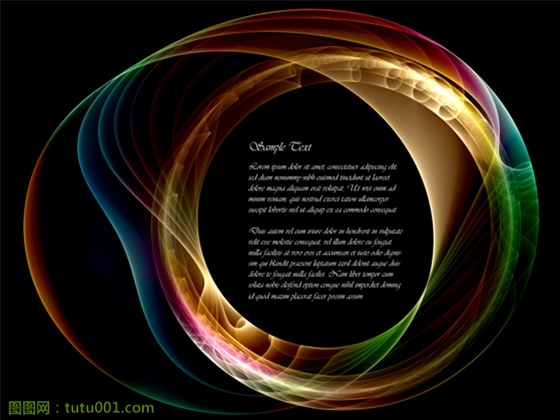 Sample Text
Lorem ipsum dolor sit amet, consectetuer adipiscing elit,
sed diam nonummy nibh euismod tincidunt ut laoreet
dolore magna aliquam erat volutpat. Ut wisi enim ad
minim veniam, quis nostrud exerci tation ullamcorper
suscipit lobortis nisl ut aliquip ex ea commodo consequat.
Duis autem vel eum iriure dolor in hendrerit in vulputate
velit esse molestie consequat, vel illum dolore eu feugiat
nulla facilisis at vero eros et accumsan et iusto odio dignis-
sim qui blandit praesent luptatum zzril delenit augue duis
dolore te feugait nulla facilisi. Nam liber tempor cum
soluta nobis eleifend option congue nihil imperdiet doming
id quod mazim placerat facer possim assum.
图图网：tutu001.com